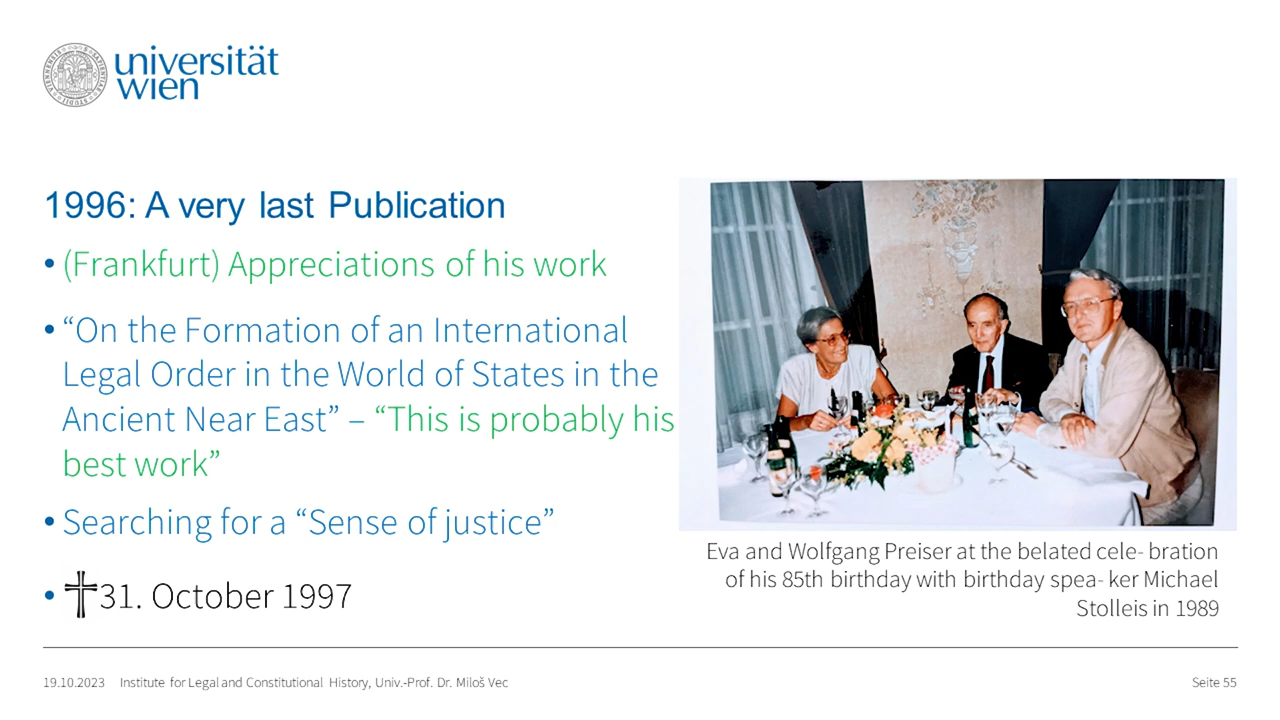 universität
wien
1996: A very last Publication
• (Frankfurt) Appreciations of his work
• “On the Formation of an International
Legal Order in the World of States in the
Ancient Near East” – “This is probably his
best work”
• Searching for a “Sense of justice”
• 31. October 1997
Eva and Wolfgang Preiser at the belated cele- bration
of his 85th birthday with birthday spea- ker Michael
Stolleis in 1989
19.10.2023 Institute for Legal and Constitutional History, Univ.-Prof. Dr. Miloš Vec
Seite 55